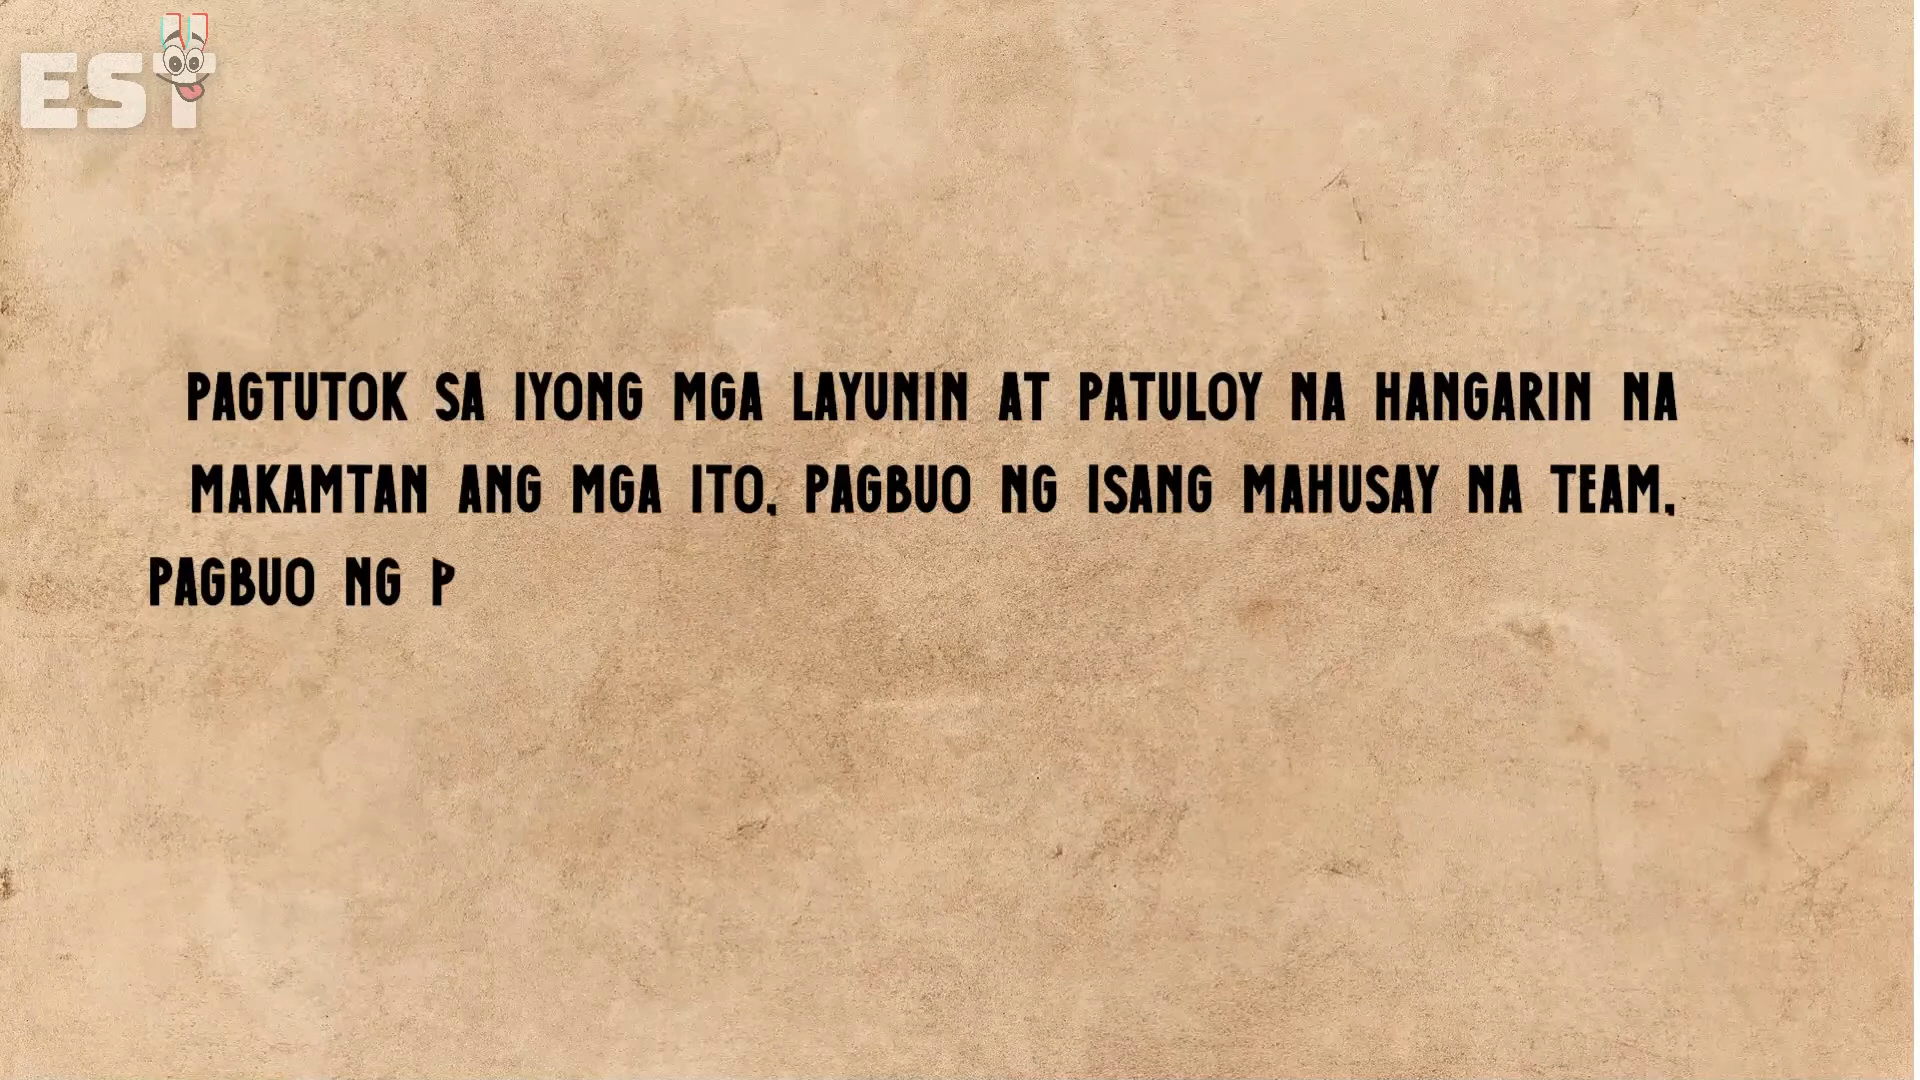 EST
PAGTUTOK SA IYONG MGA LAYUNIN AT PATULOY NA HANGARIN NA
MAKAMTAN ANG MGA ITO, PAGBUO NG ISANG MAHUSAY NA TEAM,
PAGBUO NG P